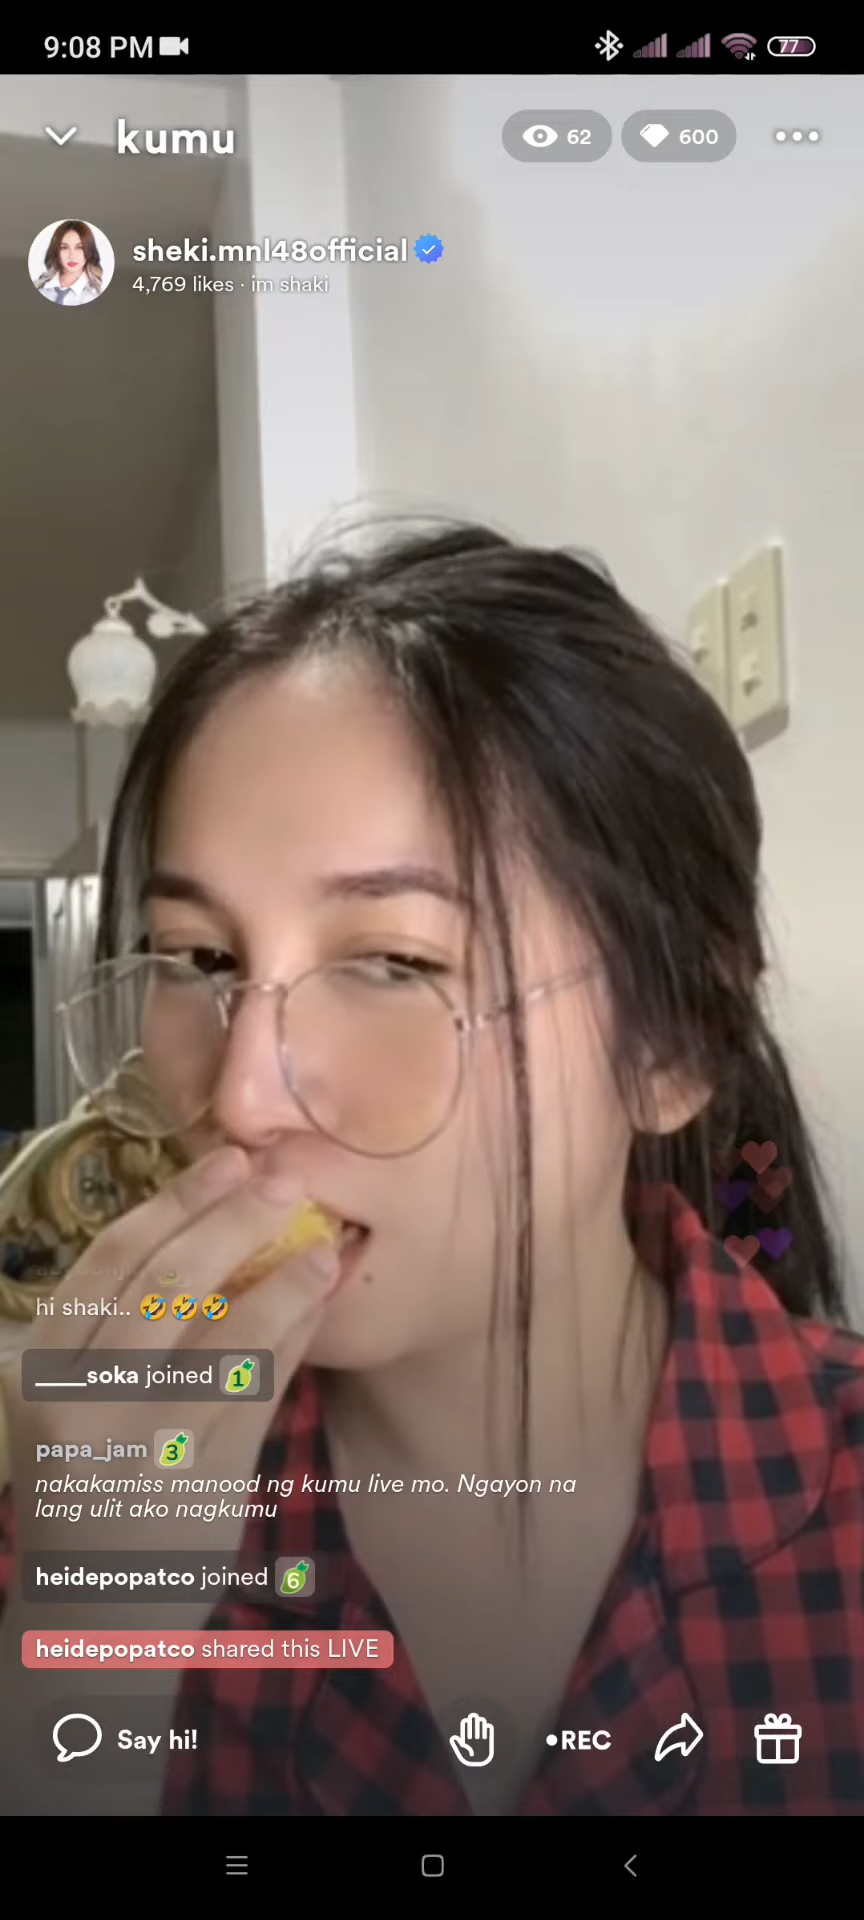 9:08 PM
77
kumu
62
600
sheki.mnl48official
4,769 likes · im shaki
hi shaki.. 🤣🤣🤣
____soka joined 1
papa_jam 3
nakakamiss manood ng kumu live mo. Ngayon na
lang ulit ako nagkumu
heidepopatco joined 6
heidepopatco shared this LIVE
Say hi!
•REC